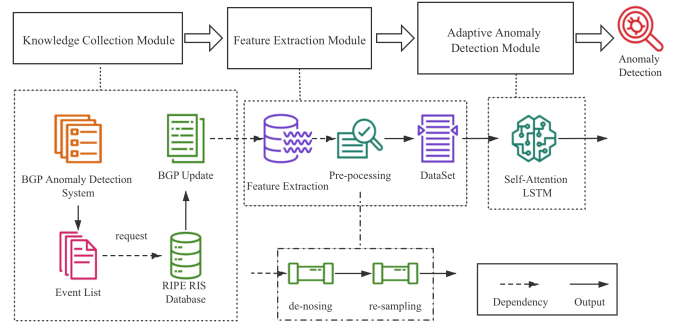 Knowledge Collection Module
Feature Extraction Module
Adaptive Anomaly
Detection Module
Anomaly
Detection
BGP Anomaly Detection
System
BGP Update
Feature Extraction
Pre-pocessing
DataSet
Self-Attention
LSTM
request
Event List
RIPE RIS
Database
de-nosing
re-sampling
Dependency
Output